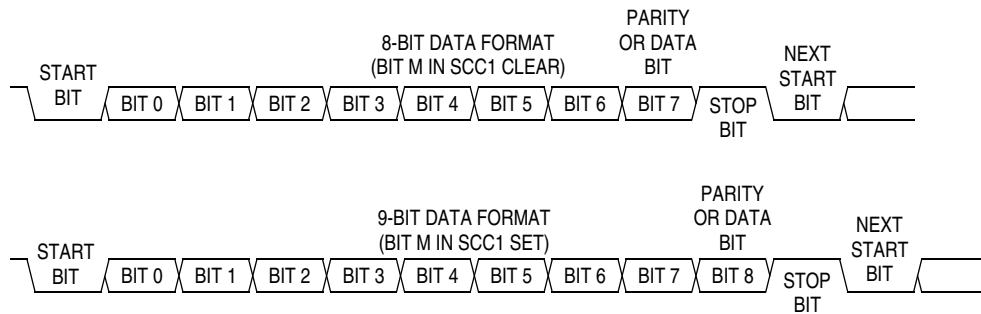 8-BIT DATA FORMAT
(BIT M IN SCC1 CLEAR)
PARITY
OR DATA
BIT
START
BIT
BIT 0 BIT 1 BIT 2 BIT 3 BIT 4 BIT 5 BIT 6 BIT 7
STOP
BIT
NEXT
START
BIT
9-BIT DATA FORMAT
(BIT M IN SCC1 SET)
PARITY
OR DATA
BIT
START
BIT
BIT 0 BIT 1 BIT 2 BIT 3 BIT 4 BIT 5 BIT 6 BIT 7 BIT 8
STOP
BIT
NEXT
START
BIT